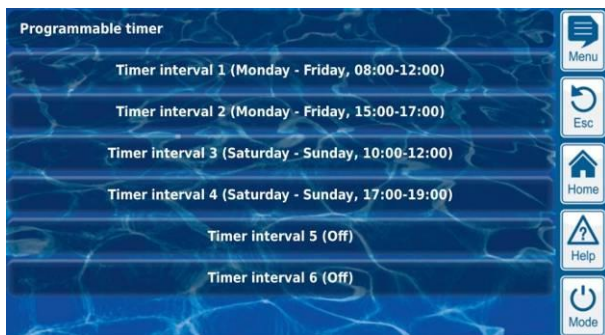 Programmable timer
Timer interval 1 (Monday - Friday, 08:00-12:00)
Timer interval 2 (Monday - Friday, 15:00-17:00)
Timer interval 3 (Saturday - Sunday, 10:00-12:00)
Timer interval 4 (Saturday - Sunday, 17:00-19:00)
Timer interval 5 (Off)
Timer interval 6 (Off)
Menu
Esc
Home
?
Help
Mode